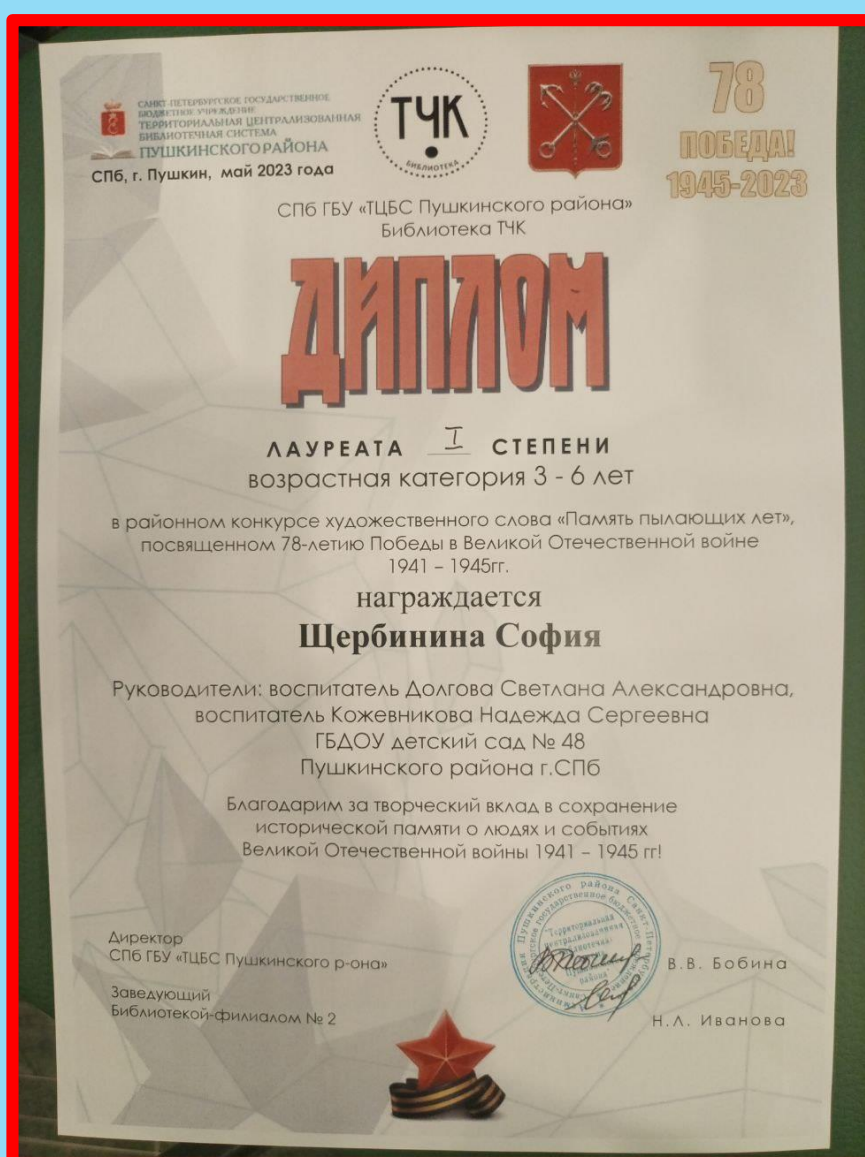 САНКТ-ПЕТЕРБУРГСКОЕ ГОСУДАРСТВЕННОЕ
БЮДЖЕТНОЕ УЧРЕЖДЕНИЕ
ТЕРРИТОРИАЛЬНАЯ ЦЕНТРАЛИЗОВАННАЯ
БИБЛИОТЕЧНАЯ СИСТЕМА
ПУШКИНСКОГО РАЙОНА
СПб, г. Пушкин, май 2023 года
ТЧК
БИБЛИОТЕКА
78
ПОБЕДА!
1945-2023
СПб ГБУ «ТЦБС Пушкинского района»
Библиотека ТЧК
ДИПЛОМ
ЛАУРЕАТА I СТЕПЕНИ
возрастная категория 3 - 6 лет
в районном конкурсе художественного слова «Память пылающих лет»,
посвященном 78-летию Победы в Великой Отечественной войне
1941 – 1945гг.
награждается
Щербинина София
Руководители: воспитатель Долгова Светлана Александровна,
воспитатель Кожевникова Надежда Сергеевна
ГБДОУ детский сад № 48
Пушкинского района г.СПб
Благодарим за творческий вклад в сохранение
исторической памяти о людях и событиях
Великой Отечественной войны 1941 – 1945 гг!
Директор
СПб ГБУ «ТЦБС Пушкинского р-она»
В.В. Бобина
Заведующий
Библиотекой-филиалом № 2
Н.Л. Иванова